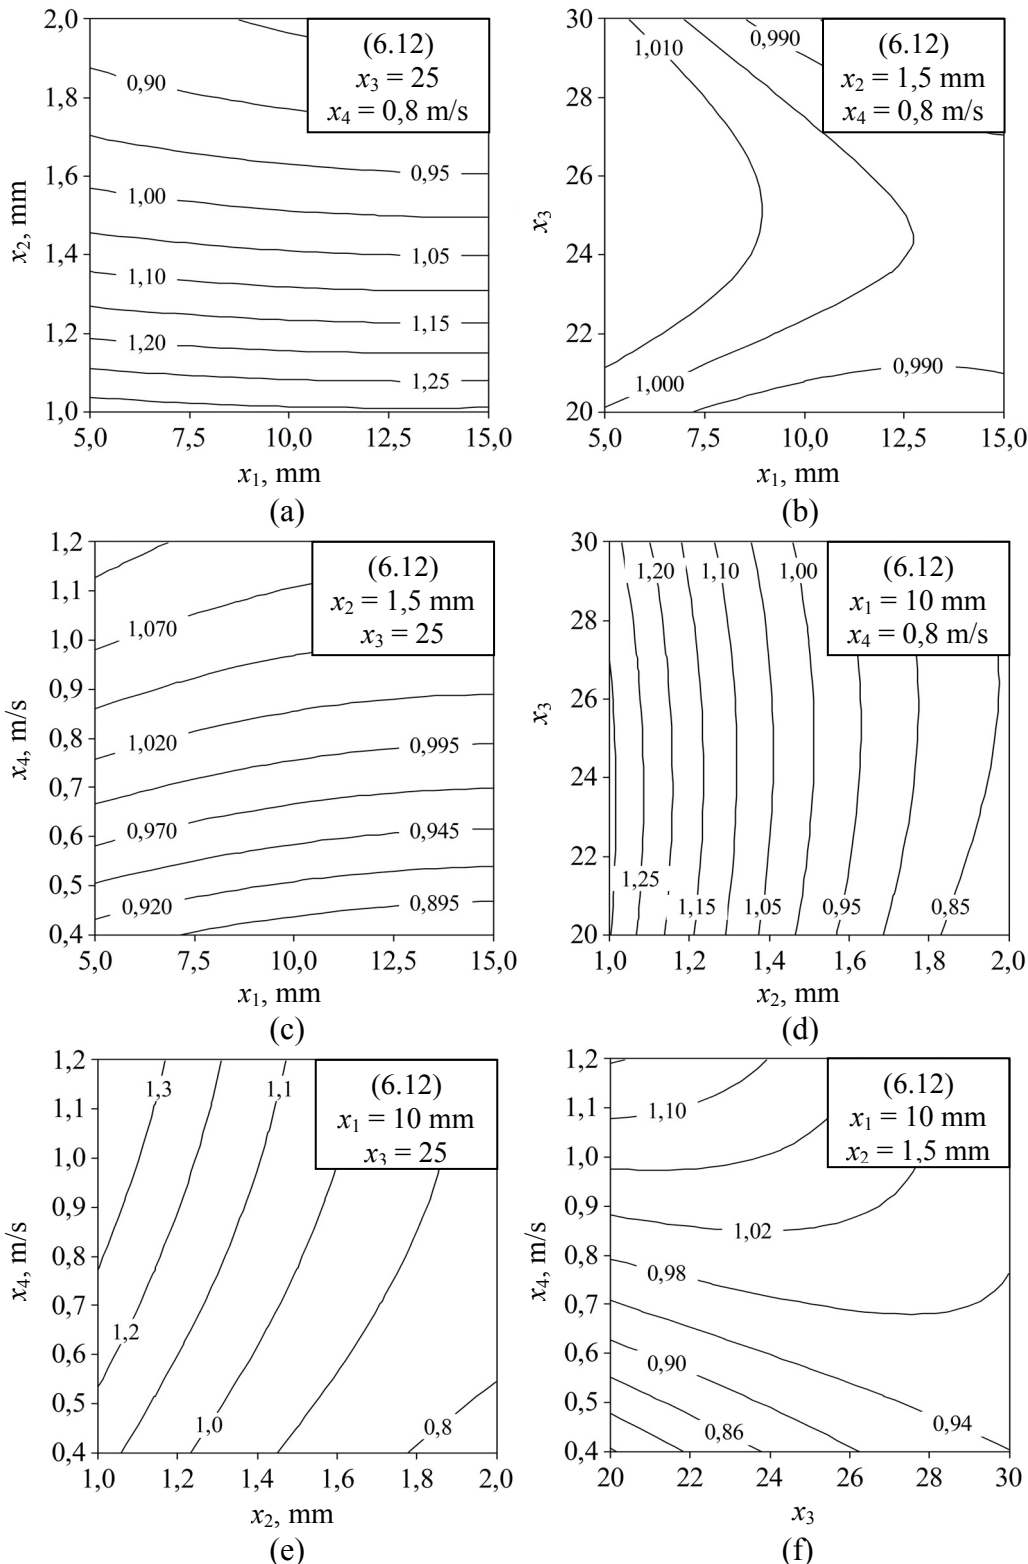 2,0
1,8
1,6
1,4
1,2
1,0
x₂, mm
0,90
0,95
1,00
1,05
1,10
1,15
1,20
1,25
(6.12)
x₃ = 25
x₄ = 0,8 m/s
5,0 7,5 10,0 12,5 15,0
x₁, mm
(a)
30
28
26
24
22
20
x₃
1,010
0,990
1,000
0,990
(6.12)
x₂ = 1,5 mm
x₄ = 0,8 m/s
5,0 7,5 10,0 12,5 15,0
x₁, mm
(b)
1,2
1,1
1,0
0,9
0,8
0,7
0,6
0,5
0,4
x₄, m/s
1,070
1,020
0,995
0,970
0,945
0,920
0,895
(6.12)
x₂ = 1,5 mm
x₃ = 25
5,0 7,5 10,0 12,5 15,0
x₁, mm
(c)
30
28
26
24
22
20
x₃
1,20 1,10 1,00
1,25
1,15 1,05 0,95 0,85
(6.12)
x₁ = 10 mm
x₄ = 0,8 m/s
1,0 1,2 1,4 1,6 1,8 2,0
x₂, mm
(d)
1,2
1,1
1,0
0,9
0,8
0,7
0,6
0,5
0,4
x₄, m/s
1,3 1,1
1,2
1,0 0,8
(6.12)
x₁ = 10 mm
x₃ = 25
1,0 1,2 1,4 1,6 1,8 2,0
x₂, mm
(e)
1,2
1,1
1,0
0,9
0,8
0,7
0,6
0,5
0,4
x₄, m/s
1,10
1,02
0,98
0,90
0,94
0,86
(6.12)
x₁ = 10 mm
x₂ = 1,5 mm
20 22 24 26 28 30
x₃
(f)